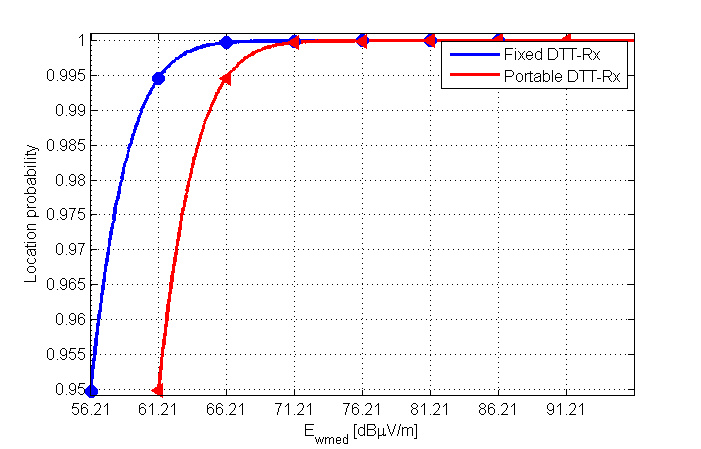 1
0.995
0.99
0.985
0.98
0.975
0.97
0.965
0.96
0.955
0.95
Location probability
Fixed DTT-Rx
Portable DTT-Rx
56.21 61.21 66.21 71.21 76.21 81.21 86.21 91.21
E_wmed [dBμV/m]